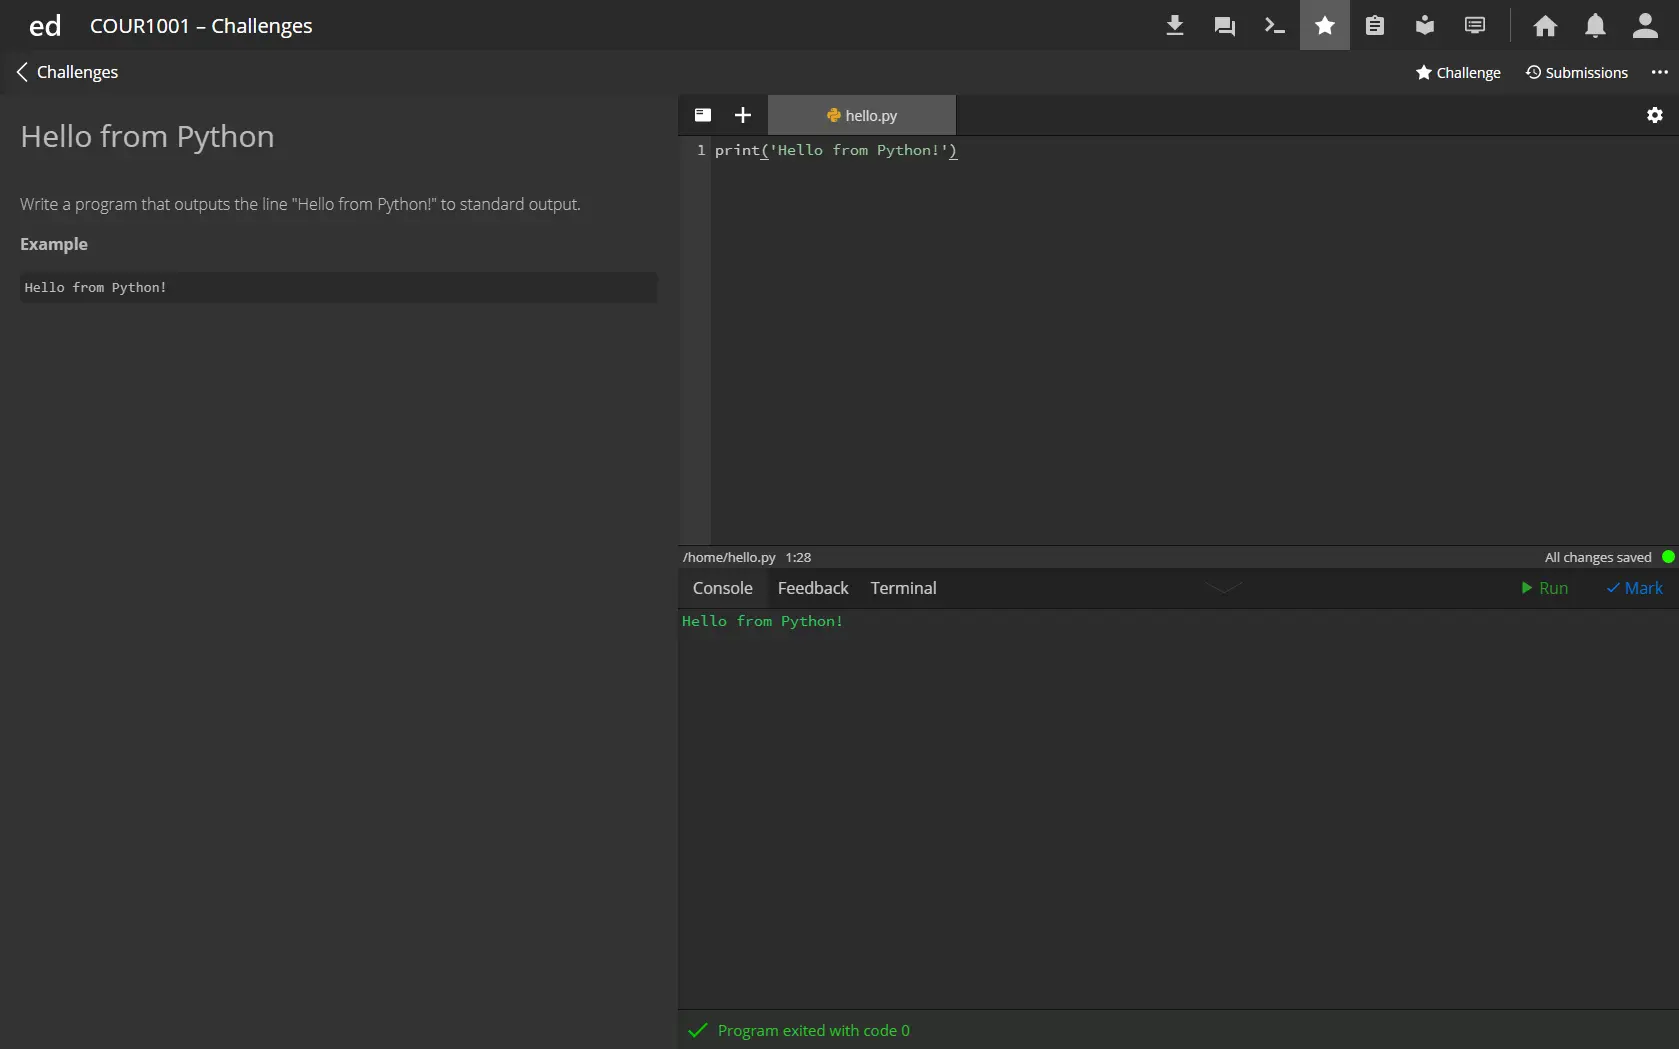 ed COUR1001 – Challenges
Challenges
Challenge Submissions
Hello from Python
Write a program that outputs the line "Hello from Python!" to standard output.
Example
Hello from Python!
hello.py
1 print('Hello from Python!')
/home/hello.py 1:28 All changes saved
Console Feedback Terminal Run Mark
Hello from Python!
Program exited with code 0